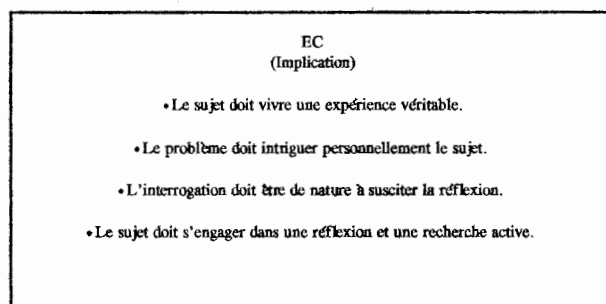 EC
(Implication)
• Le sujet doit vivre une expérience véritable.
• Le problème doit intriguer personnellement le sujet.
• L'interrogation doit être de nature à susciter la réflexion.
• Le sujet doit s'engager dans une réflexion et une recherche active.